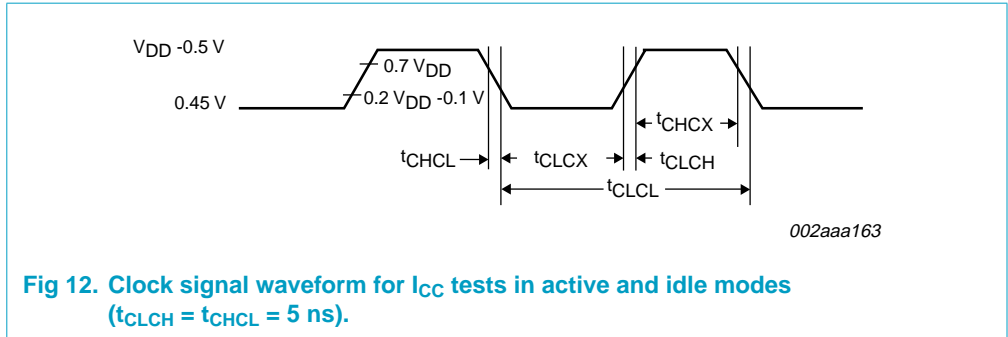 VDD -0.5 V
0.7 VDD
0.2 VDD -0.1 V
0.45 V
tCHCX
tCHCL
tCLCX
tCLCH
tCLCL
002aaa163
Fig 12. Clock signal waveform for ICC tests in active and idle modes
(tCLCH = tCHCL = 5 ns).